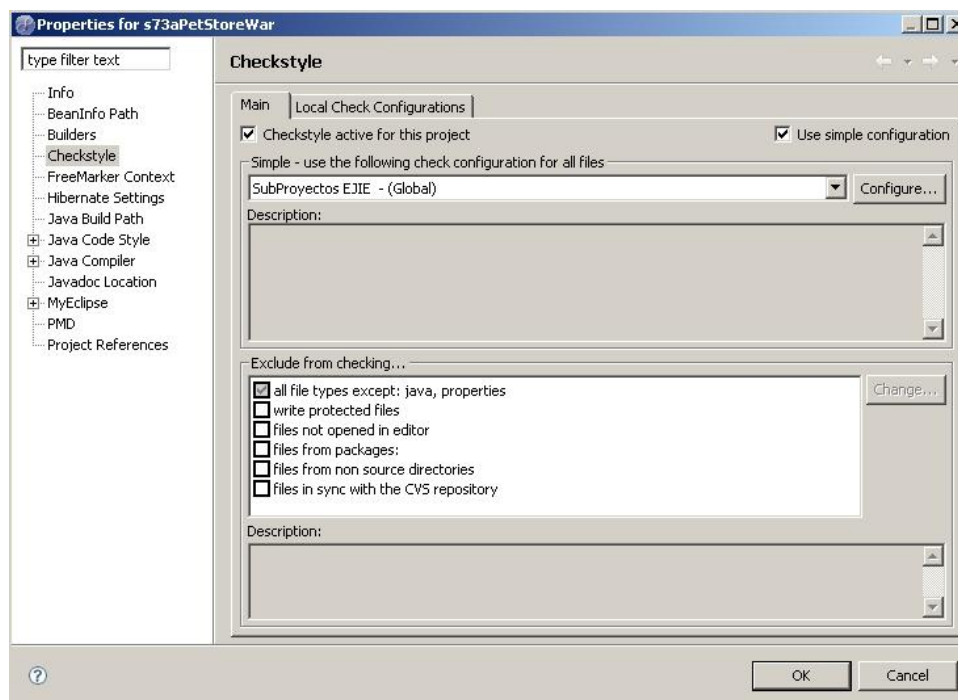 Properties for s73aPetStoreWar
type filter text
Info
BeanInfo Path
Builders
Checkstyle
FreeMarker Context
Hibernate Settings
Java Build Path
Java Code Style
Java Compiler
Javadoc Location
MyEclipse
PMD
Project References
Checkstyle
Main
Local Check Configurations
Checkstyle active for this project
Use simple configuration
Simple - use the following check configuration for all files
SubProyectos EJIE - (Global)
Configure...
Description:
Exclude from checking...
all file types except: java, properties
write protected files
files not opened in editor
files from packages:
files from non source directories
files in sync with the CVS repository
Change...
Description:
OK
Cancel